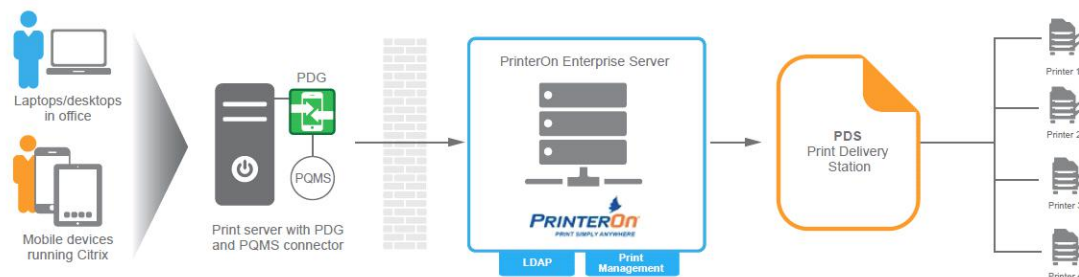 Laptops/desktops
in office
Mobile devices
running Citrix
PDG
PQMS
Print server with PDG
and PQMS connector
PrinterOn Enterprise Server
PRINTERON
PRINT SIMPLY ANYWHERE
LDAP
Print
Management
PDS
Print Delivery
Station
Printer 1
Printer 2
Printer 3